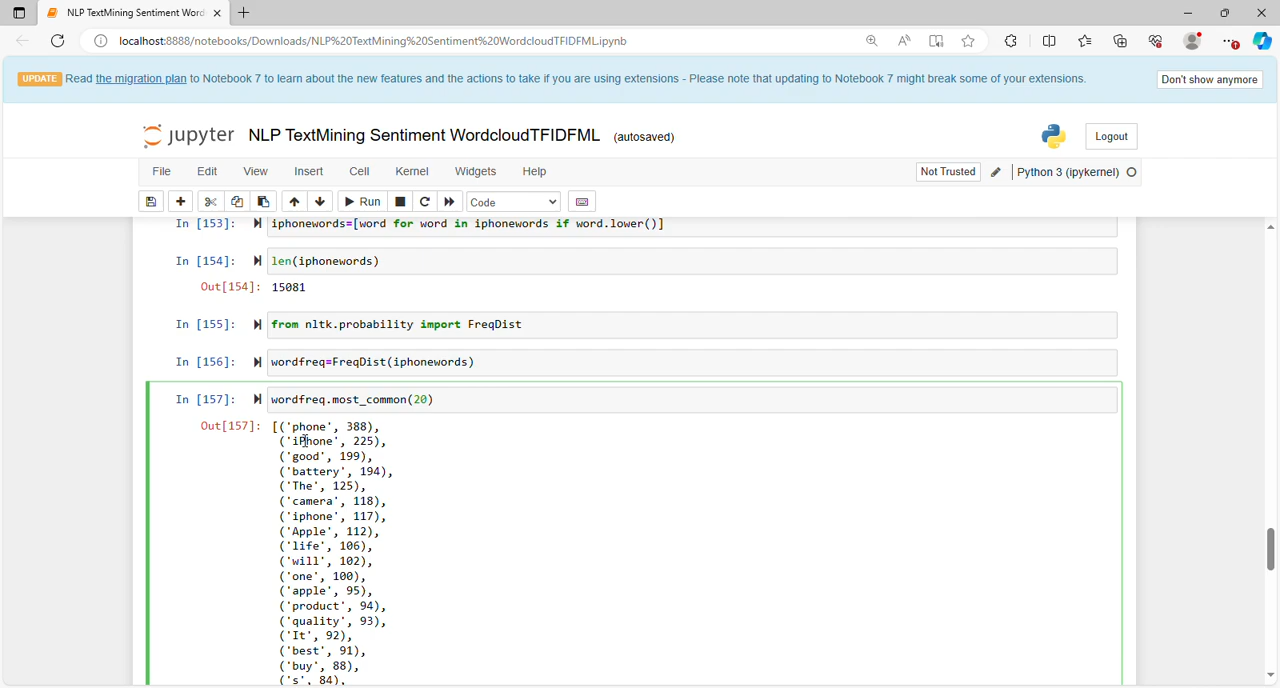 NLP TextMining Sentiment Word
localhost:8888/notebooks/Downloads/NLP%20TextMining%20Sentiment%20WordcloudTFIDFML.ipynb
UPDATE Read the migration plan to Notebook 7 to learn about the new features and the actions to take if you are using extensions - Please note that updating to Notebook 7 might break some of your extensions.
Don't show anymore
jupyter NLP TextMining Sentiment WordcloudTFIDFML (autosaved)
Logout
File Edit View Insert Cell Kernel Widgets Help
Not Trusted Python 3 (ipykernel)
Run Code
In [153]: iphonewords=[word for word in iphonewords if word.lower()]
In [154]: len(iphonewords)
Out[154]: 15081
In [155]: from nltk.probability import FreqDist
In [156]: wordfreq=FreqDist(iphonewords)
In [157]: wordfreq.most_common(20)
Out[157]: [('phone', 388),
('iPhone', 225),
('good', 199),
('battery', 194),
('The', 125),
('camera', 118),
('iphone', 117),
('Apple', 112),
('life', 106),
('will', 102),
('one', 100),
('apple', 95),
('product', 94),
('quality', 93),
('It', 92),
('best', 91),
('buy', 88),
('s', 84),